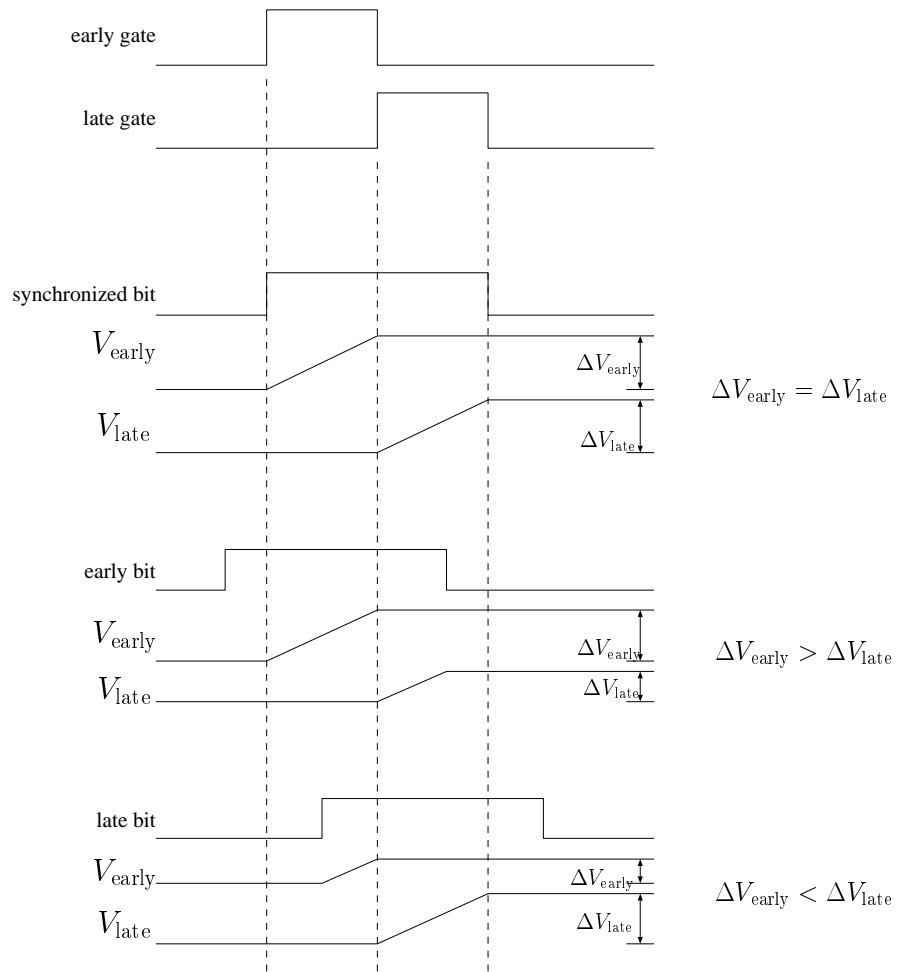 early gate
late gate
synchronized bit
V_early
ΔV_early
ΔV_early = ΔV_late
V_late
ΔV_late
early bit
V_early
ΔV_early
ΔV_early > ΔV_late
V_late
ΔV_late
late bit
V_early
ΔV_early
ΔV_early < ΔV_late
V_late
ΔV_late